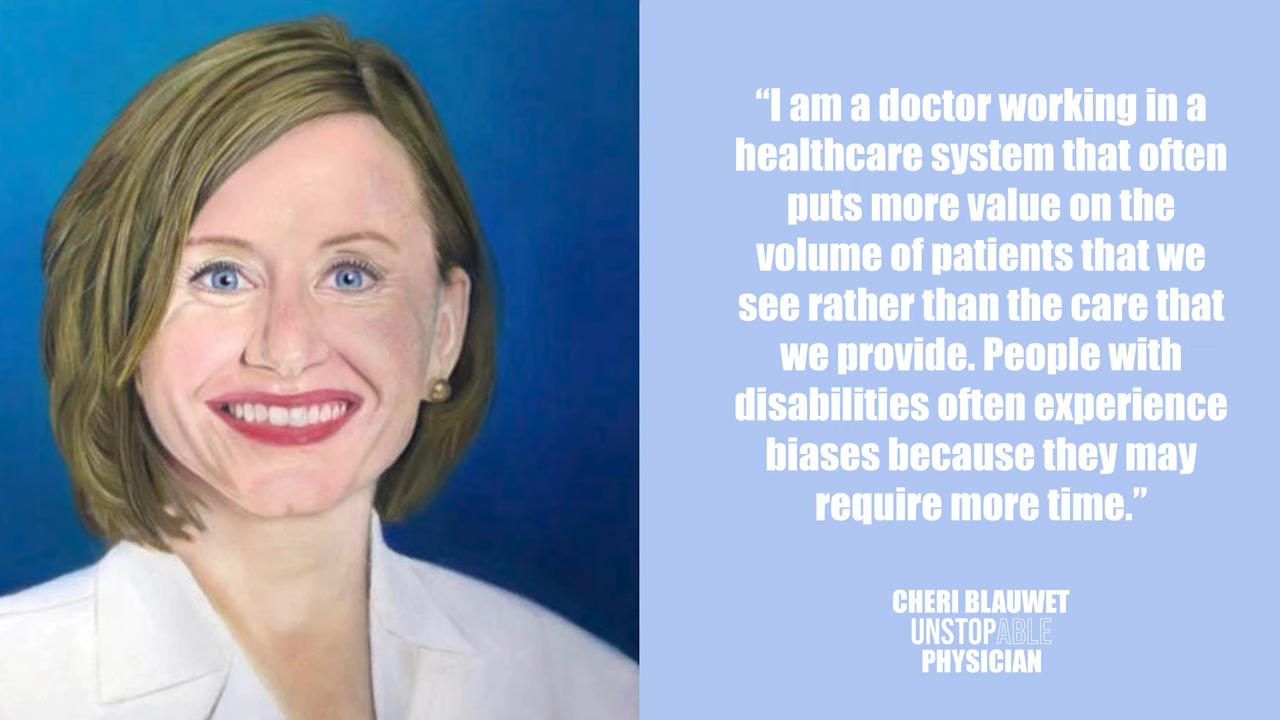 “I am a doctor working in a
healthcare system that often
puts more value on the
volume of patients that we
see rather than the care that
we provide. People with
disabilities often experience
biases because they may
require more time.”
CHERI BLAUWET
UNSTOPABLE
PHYSICIAN